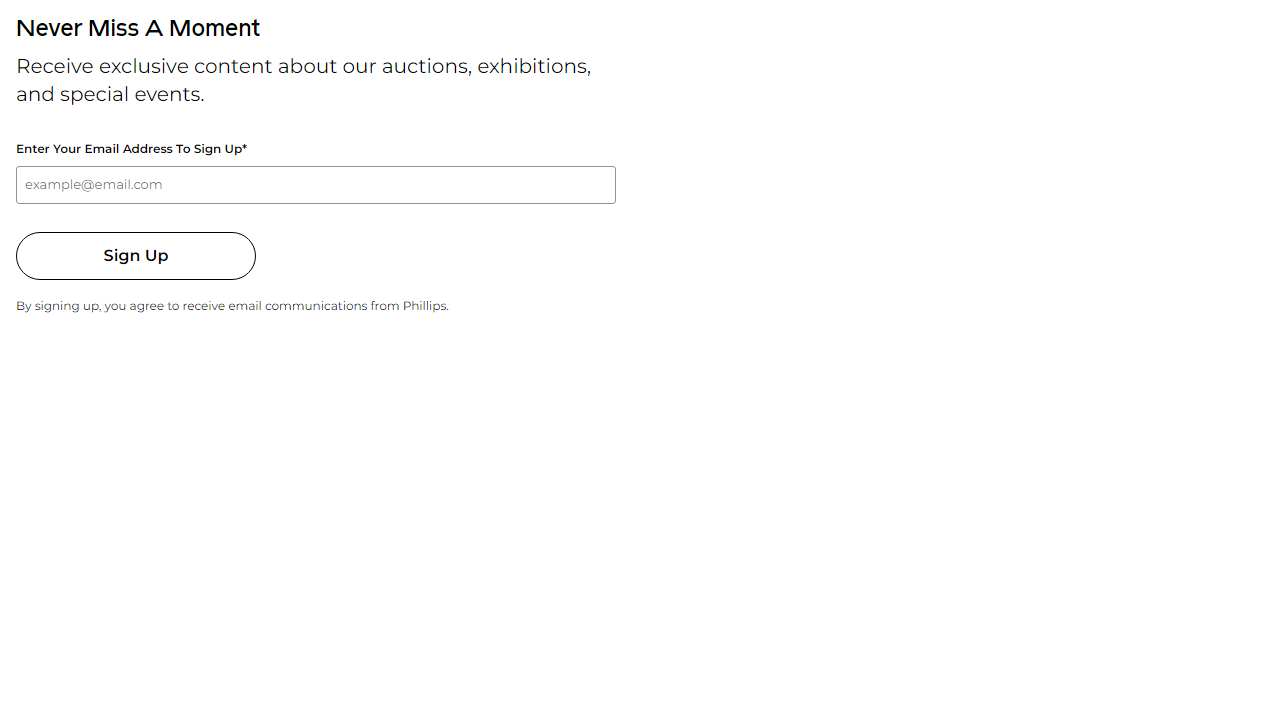 Never Miss A Moment
Receive exclusive content about our auctions, exhibitions,
and special events.
Enter Your Email Address To Sign Up*
example@email.com
Sign Up
By signing up, you agree to receive email communications from Phillips.